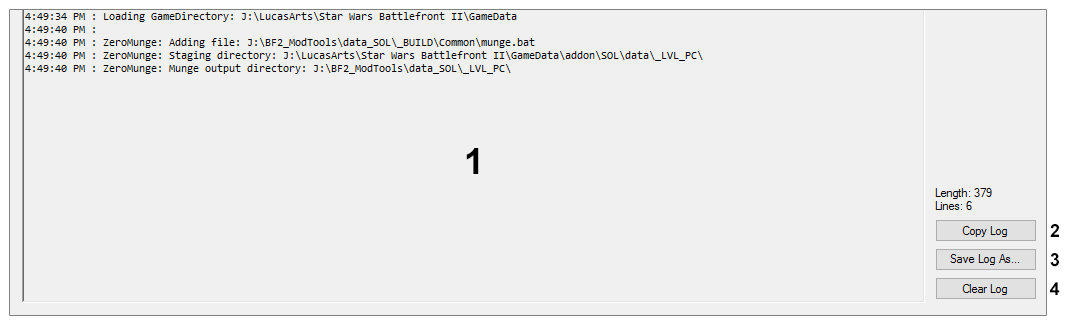 4:49:34 PM : Loading GameDirectory: J:\LucasArts\Star Wars Battlefront II\GameData
4:49:40 PM :
4:49:40 PM : ZeroMunge: Adding file: J:\BF2_ModTools\data_SOL\_BUILD\Common\munge.bat
4:49:40 PM : ZeroMunge: Staging directory: J:\LucasArts\Star Wars Battlefront II\GameData\addon\SOL\data\_LVL_PC\
4:49:40 PM : ZeroMunge: Munge output directory: J:\BF2_ModTools\data_SOL\_LVL_PC\
1
Length: 379
Lines: 6
Copy Log 2
Save Log As... 3
Clear Log 4